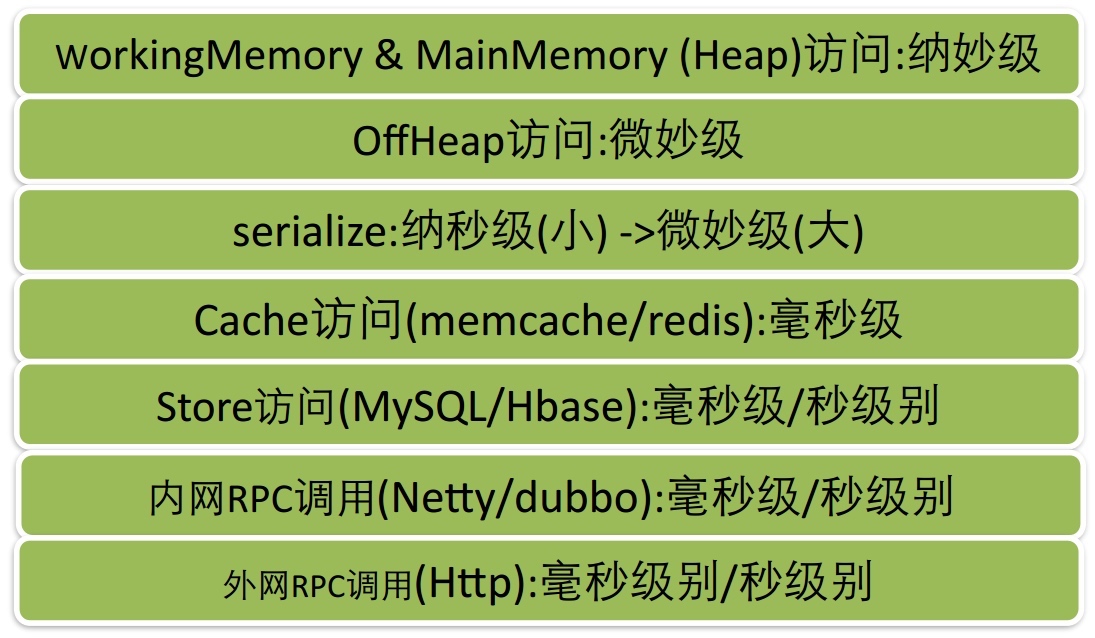 workingMemory & MainMemory (Heap)访问:纳妙级
OffHeap访问:微妙级
serialize:纳秒级(小) ->微妙级(大)
Cache访问(memcache/redis):毫秒级
Store访问(MySQL/Hbase):毫秒级/秒级别
内网RPC调用(Netty/dubbo):毫秒级/秒级别
外网RPC调用(Http):毫秒级别/秒级别